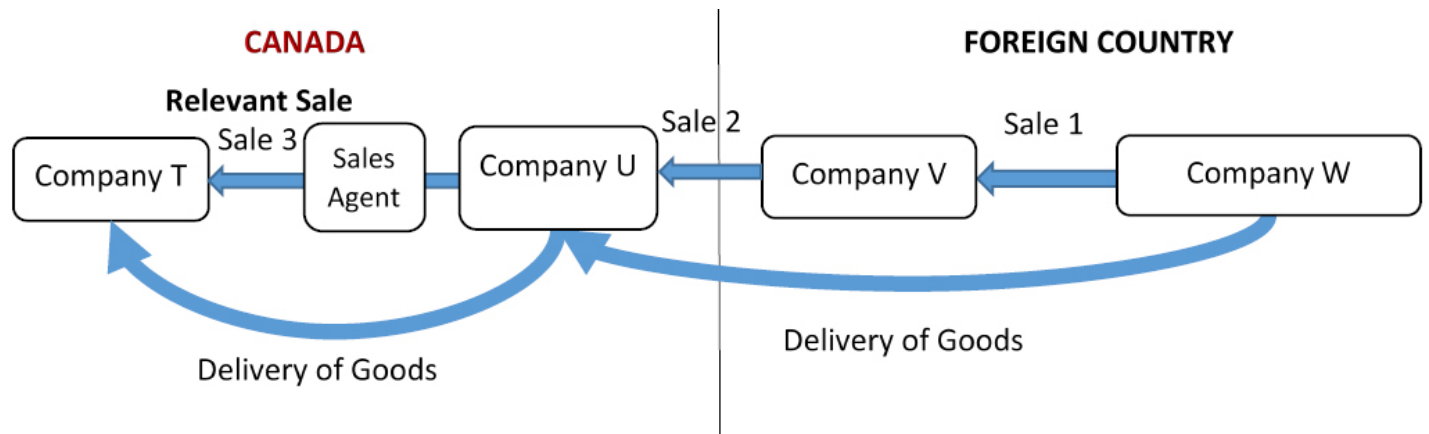 CANADA
FOREIGN COUNTRY
Relevant Sale
Sale 3
Sale 2
Sale 1
Company T
Sales
Agent
Company U
Company V
Company W
Delivery of Goods
Delivery of Goods